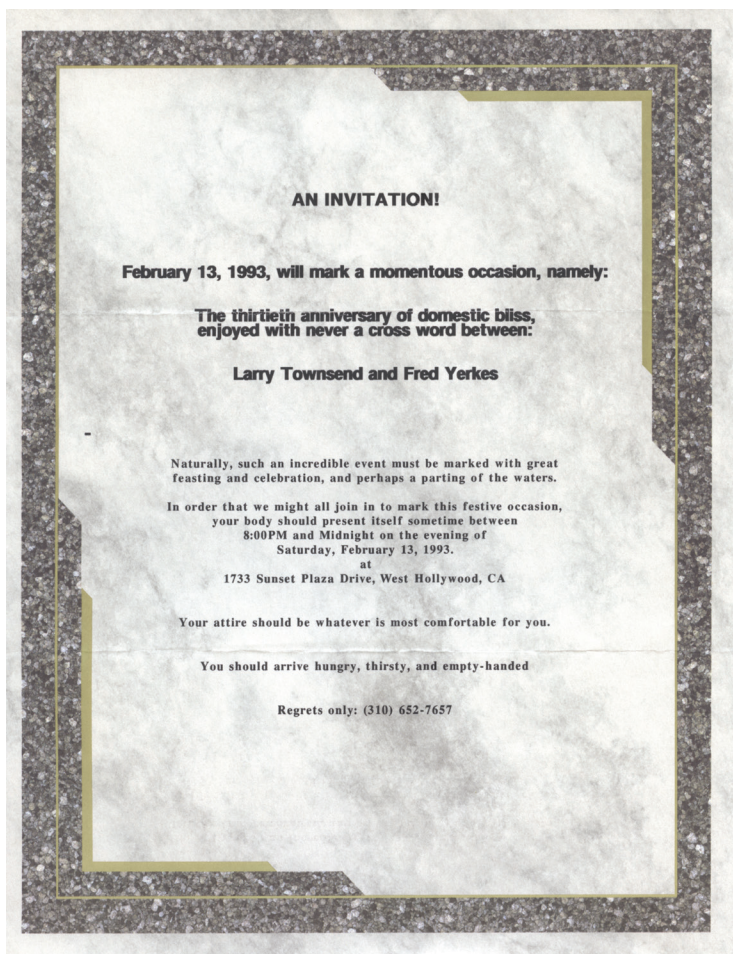 AN INVITATION!
February 13, 1993, will mark a momentous occasion, namely:
The thirtieth anniversary of domestic bliss,
enjoyed with never a cross word between:
Larry Townsend and Fred Yerkes
-
Naturally, such an incredible event must be marked with great
feasting and celebration, and perhaps a parting of the waters.
In order that we might all join in to mark this festive occasion,
your body should present itself sometime between
8:00PM and Midnight on the evening of
Saturday, February 13, 1993.
at
1733 Sunset Plaza Drive, West Hollywood, CA
Your attire should be whatever is most comfortable for you.
You should arrive hungry, thirsty, and empty-handed
Regrets only: (310) 652-7657